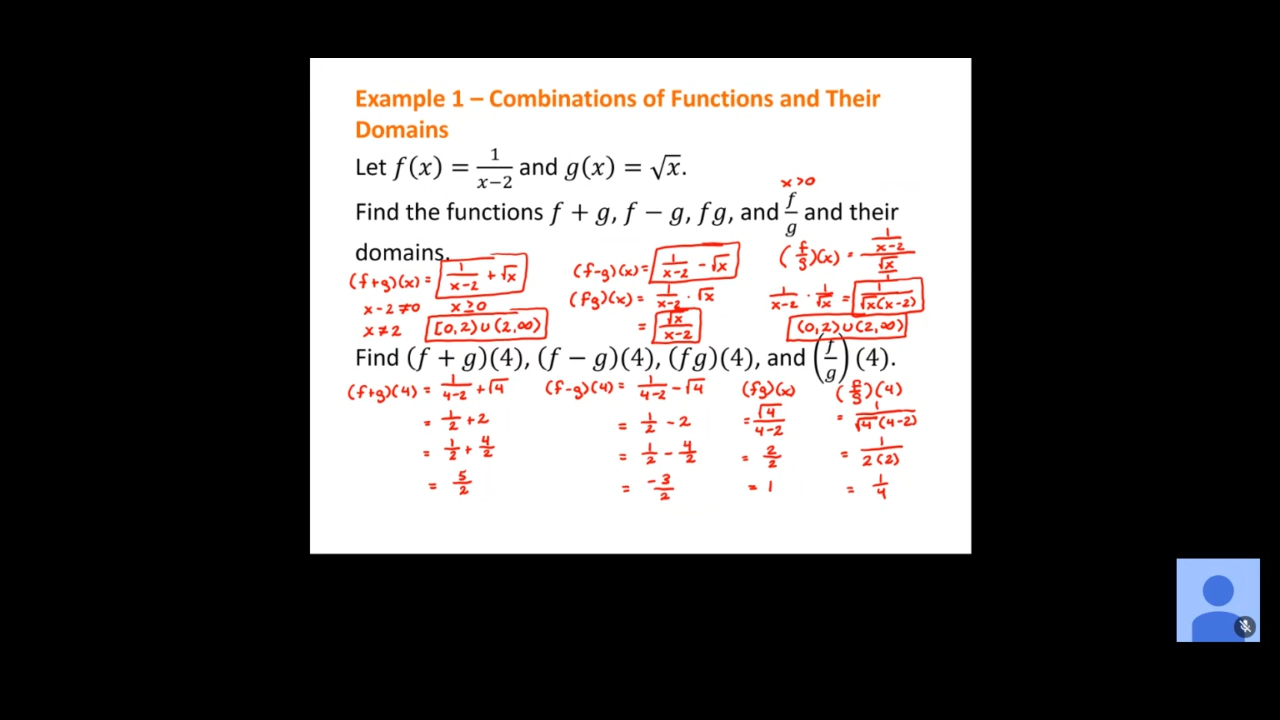 Example 1 – Combinations of Functions and Their
Domains
Let f(x) = 1/(x−2) and g(x) = √x.
x>0
Find the functions f + g, f − g, fg, and f/g and their
domains.
(f+g)(x) = 1/(x-2) + √x
x-2≠0 x≥0
x≠2 [0,2)∪(2,∞)
(f-g)(x) = 1/(x-2) - √x
(fg)(x) = 1/(x-2) · √x
= √x/(x-2)
(f/g)(x) = (1/(x-2))/√x
1/(x-2) · 1/√x = 1/(√x(x-2))
(0,2)∪(2,∞)
Find (f + g)(4), (f − g)(4), (fg)(4), and (f/g)(4).
(f+g)(4) = 1/(4-2) + √4
= 1/2 + 2
= 1/2 + 4/2
= 5/2
(f-g)(4) = 1/(4-2) - √4
= 1/2 - 2
= 1/2 - 4/2
= -3/2
(fg)(x)
= √4/(4-2)
= 2/2
= 1
(f/g)(4)
= 1/(√4(4-2))
= 1/(2(2))
= 1/4